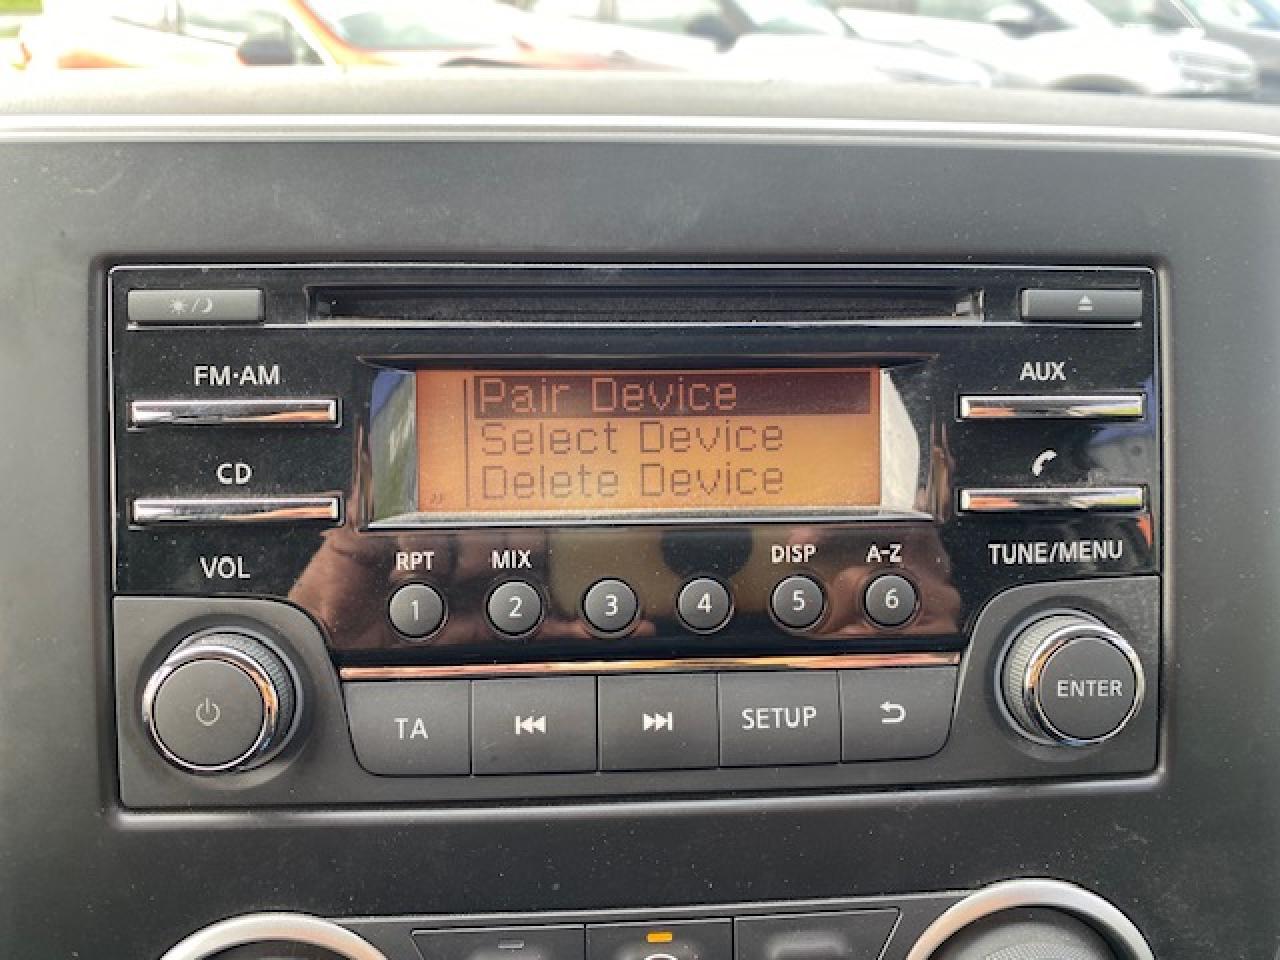 FM·AM
AUX
Pair Device
Select Device
Delete Device
CD
VOL
RPT
MIX
DISP
A-Z
TUNE/MENU
1
2
3
4
5
6
ENTER
TA
SETUP